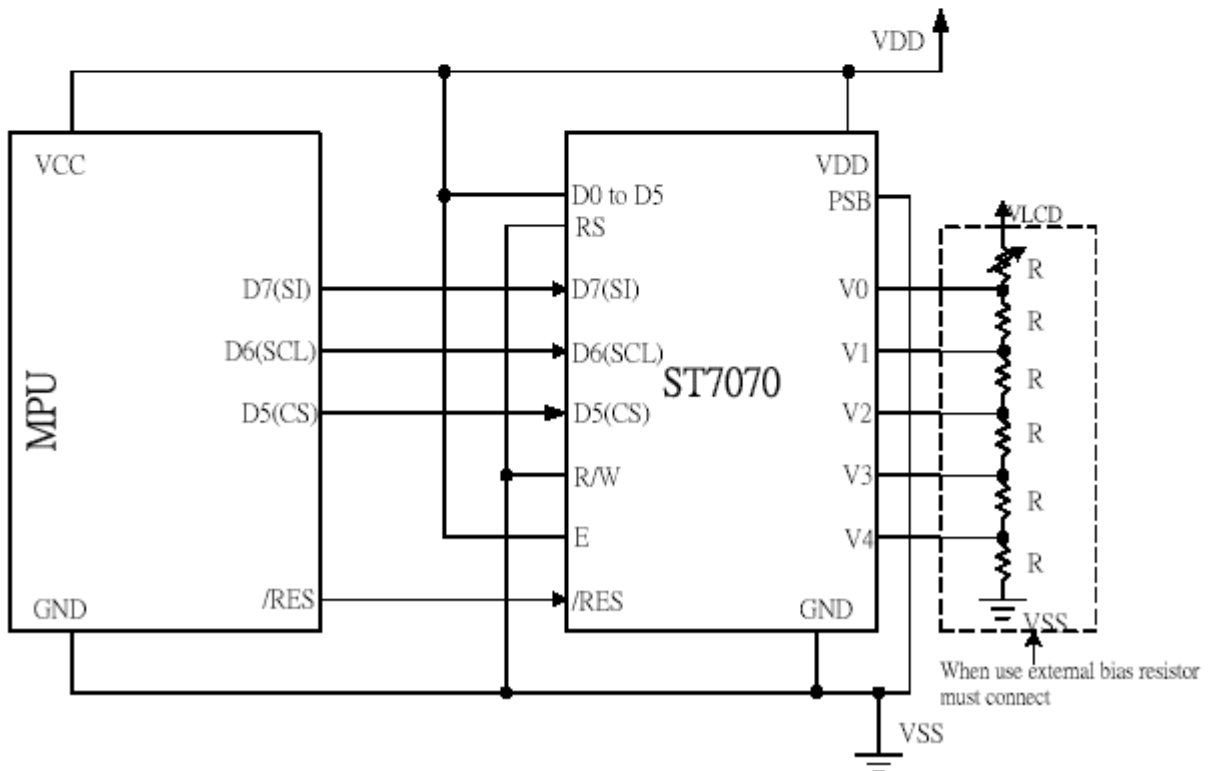 VDD
VCC
GND
MPU
D7(SI)
D6(SCL)
D5(CS)
/RES
D0 to D5
RS
D7(SI)
D6(SCL)
D5(CS)
R/W
E
/RES
ST7070
VDD
PSB
V0
V1
V2
V3
V4
GND
VLCD
R
R
R
R
R
R
VSS
When use external bias resistor
must connect
VSS